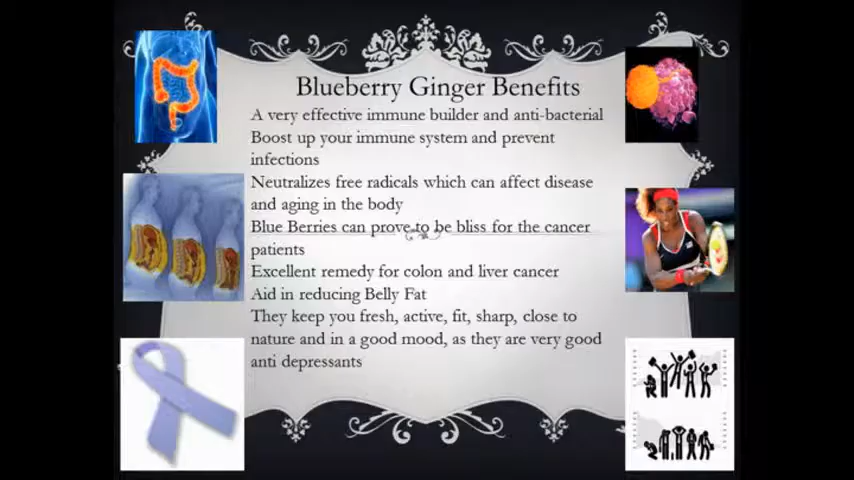 Blueberry Ginger Benefits
A very effective immune builder and anti-bacterial
Boost up your immune system and prevent
infections
Neutralizes free radicals which can affect disease
and aging in the body
Blue Berries can prove to be bliss for the cancer
patients
Excellent remedy for colon and liver cancer
Aid in reducing Belly Fat
They keep you fresh, active, fit, sharp, close to
nature and in a good mood, as they are very good
anti depressants